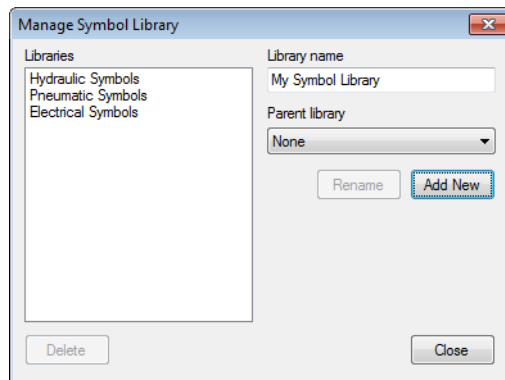 Manage Symbol Library
Libraries
Hydraulic Symbols
Pneumatic Symbols
Electrical Symbols
Library name
My Symbol Library
Parent library
None
Rename
Add New
Delete
Close